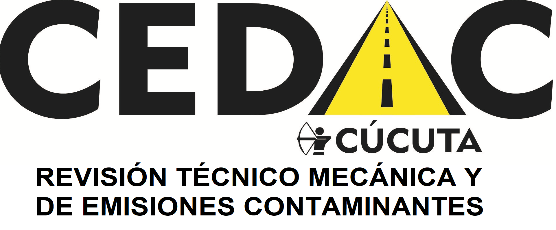 CEDAC
CÚCUTA
REVISIÓN TÉCNICO MECÁNICA Y
DE EMISIONES CONTAMINANTES